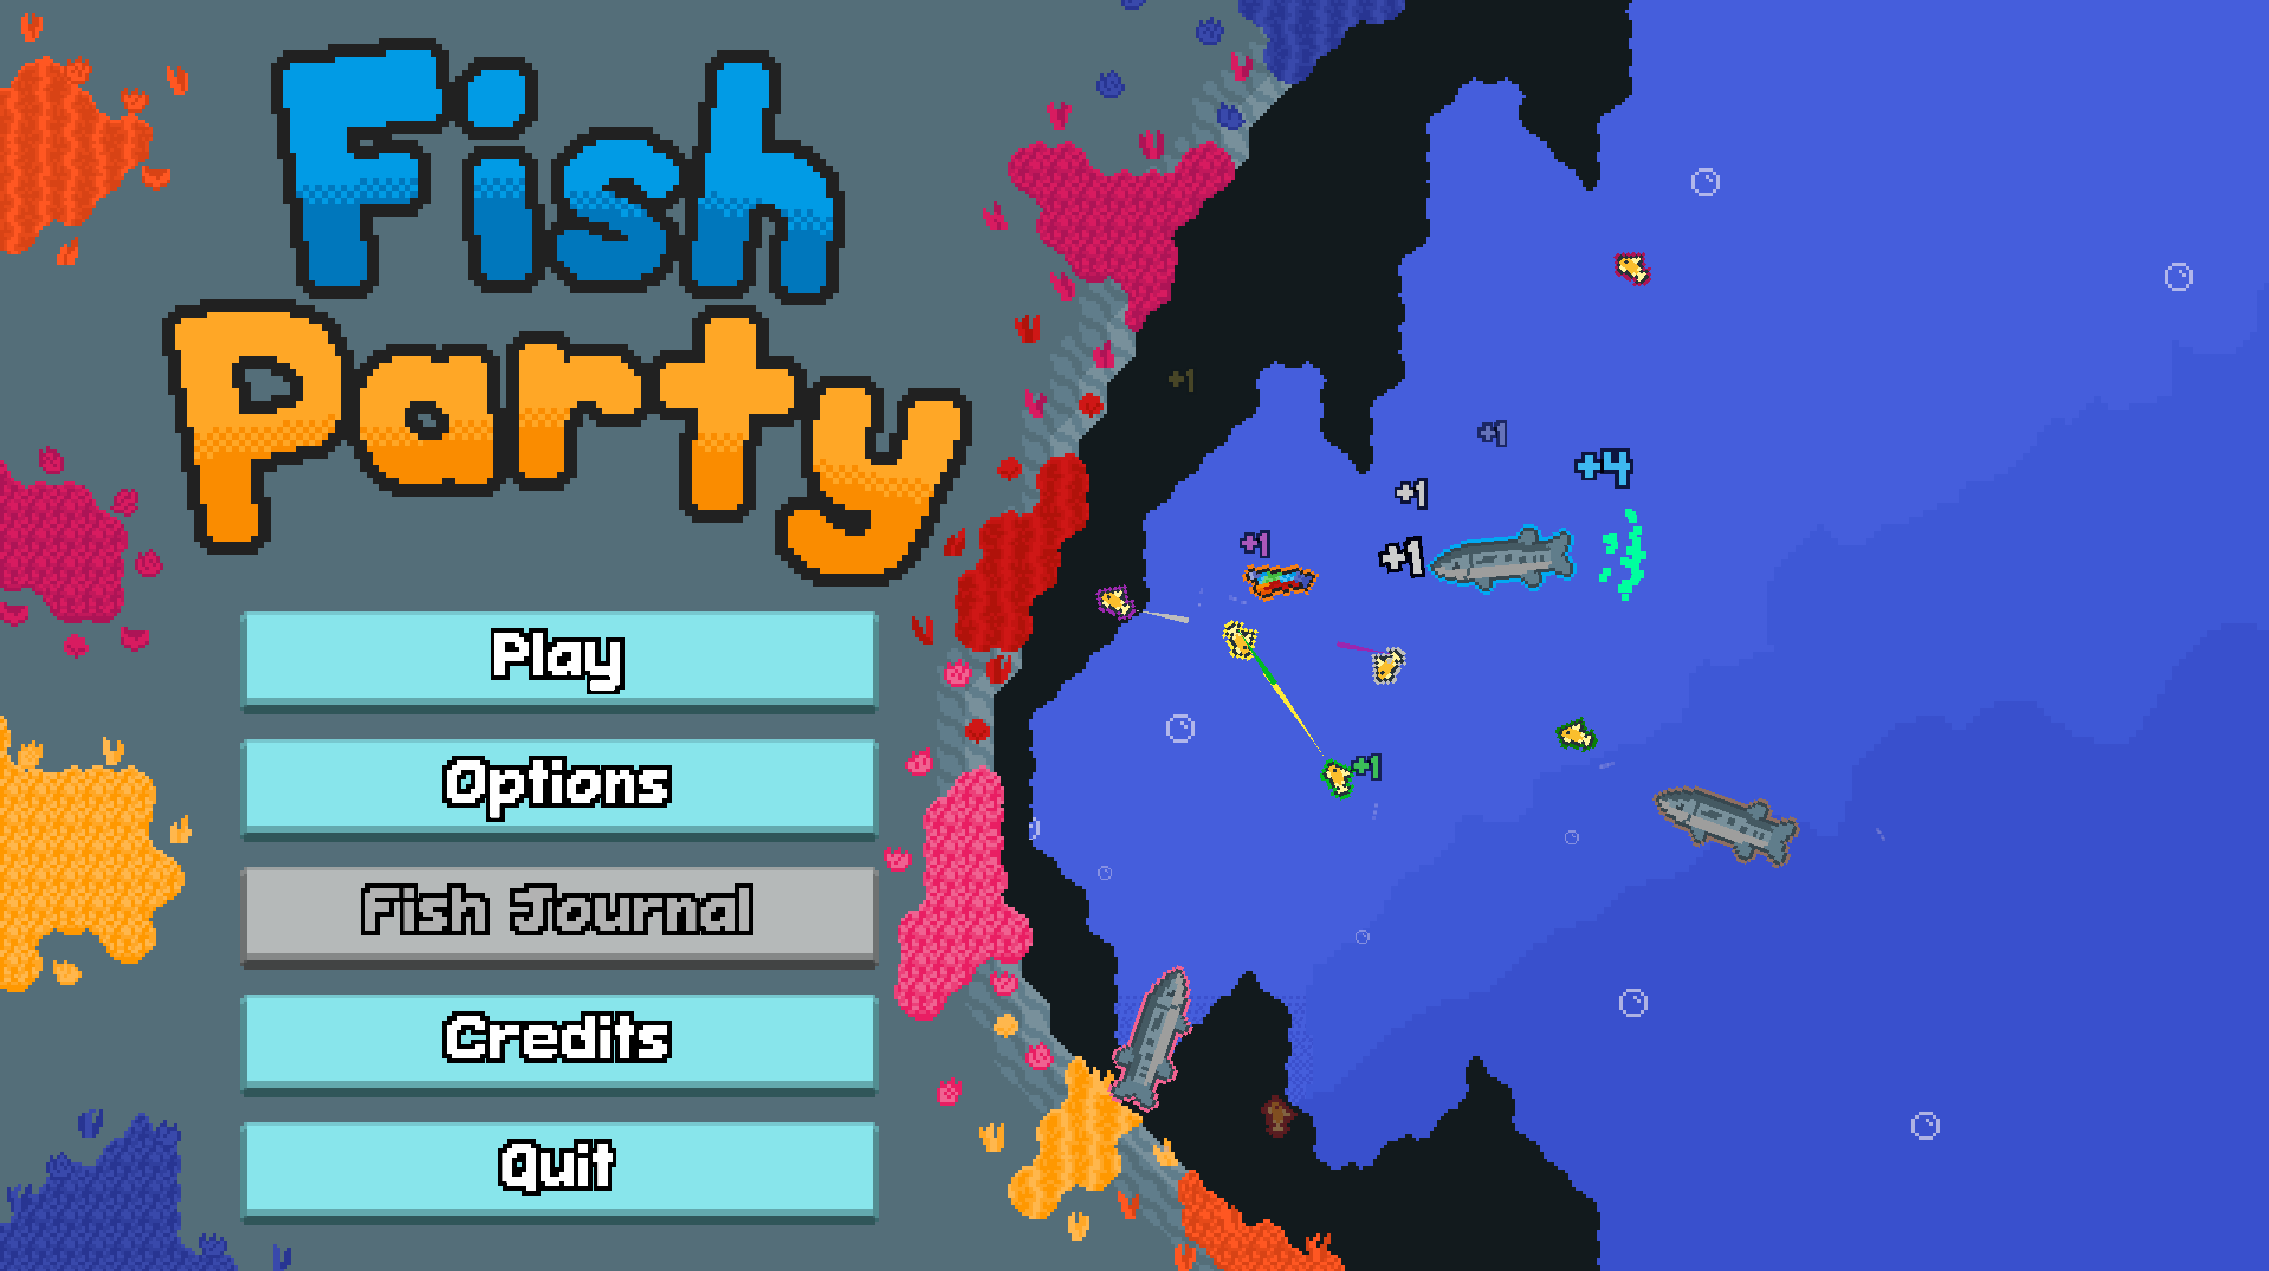 Fish
Party
Play
Options
Fish Journal
Credits
Quit
+1
+1
+4
+1
+1
+1
+1